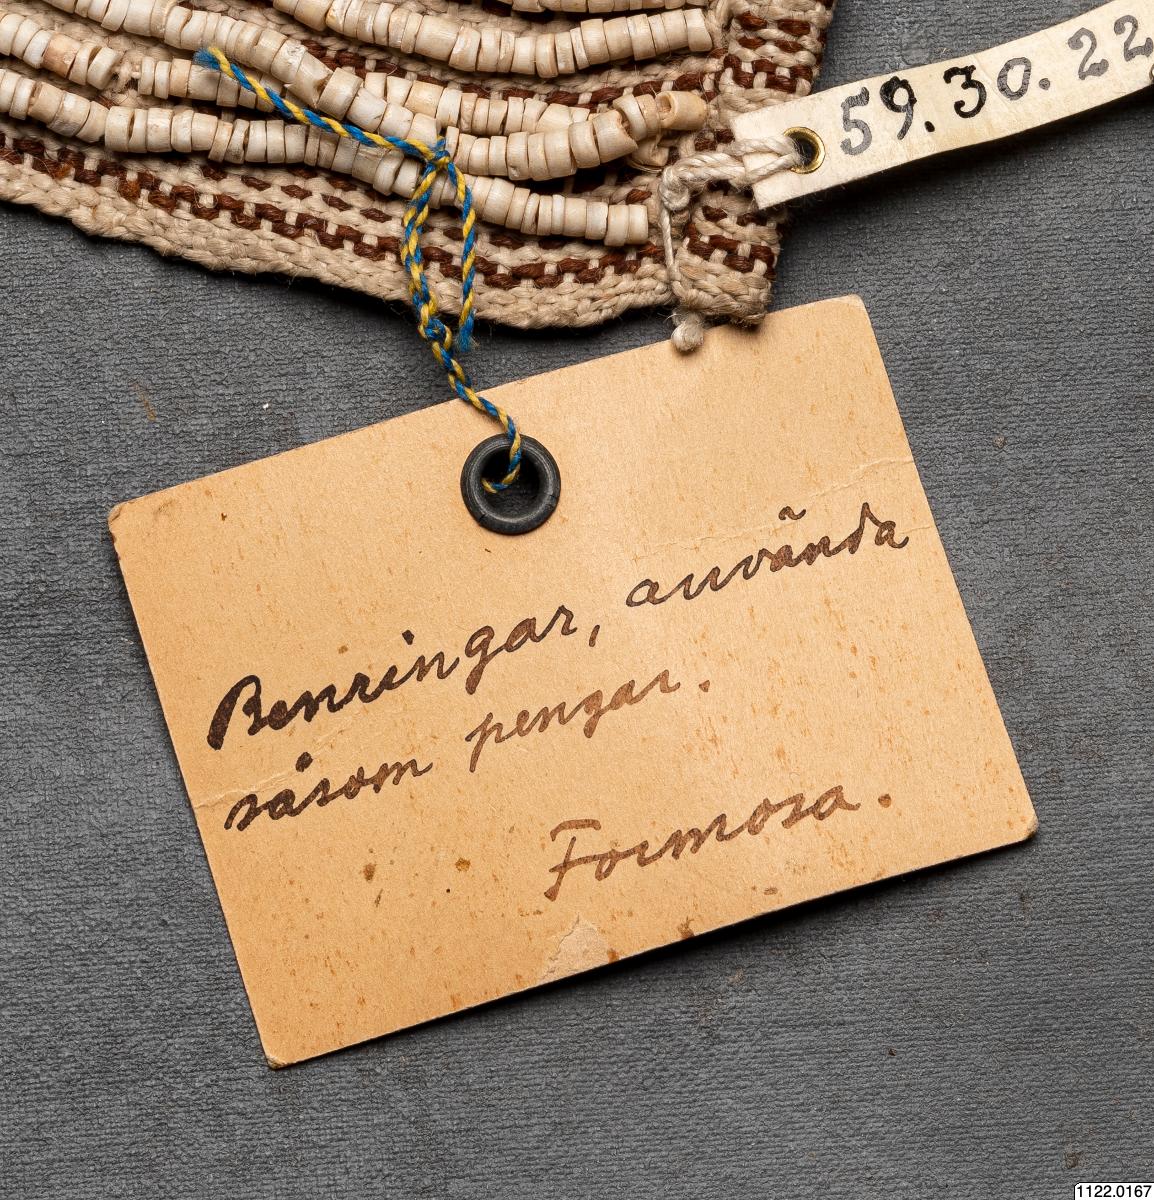 59.30.22
Benringar, använda
såsom pengar.
Formosa.
1122.0167